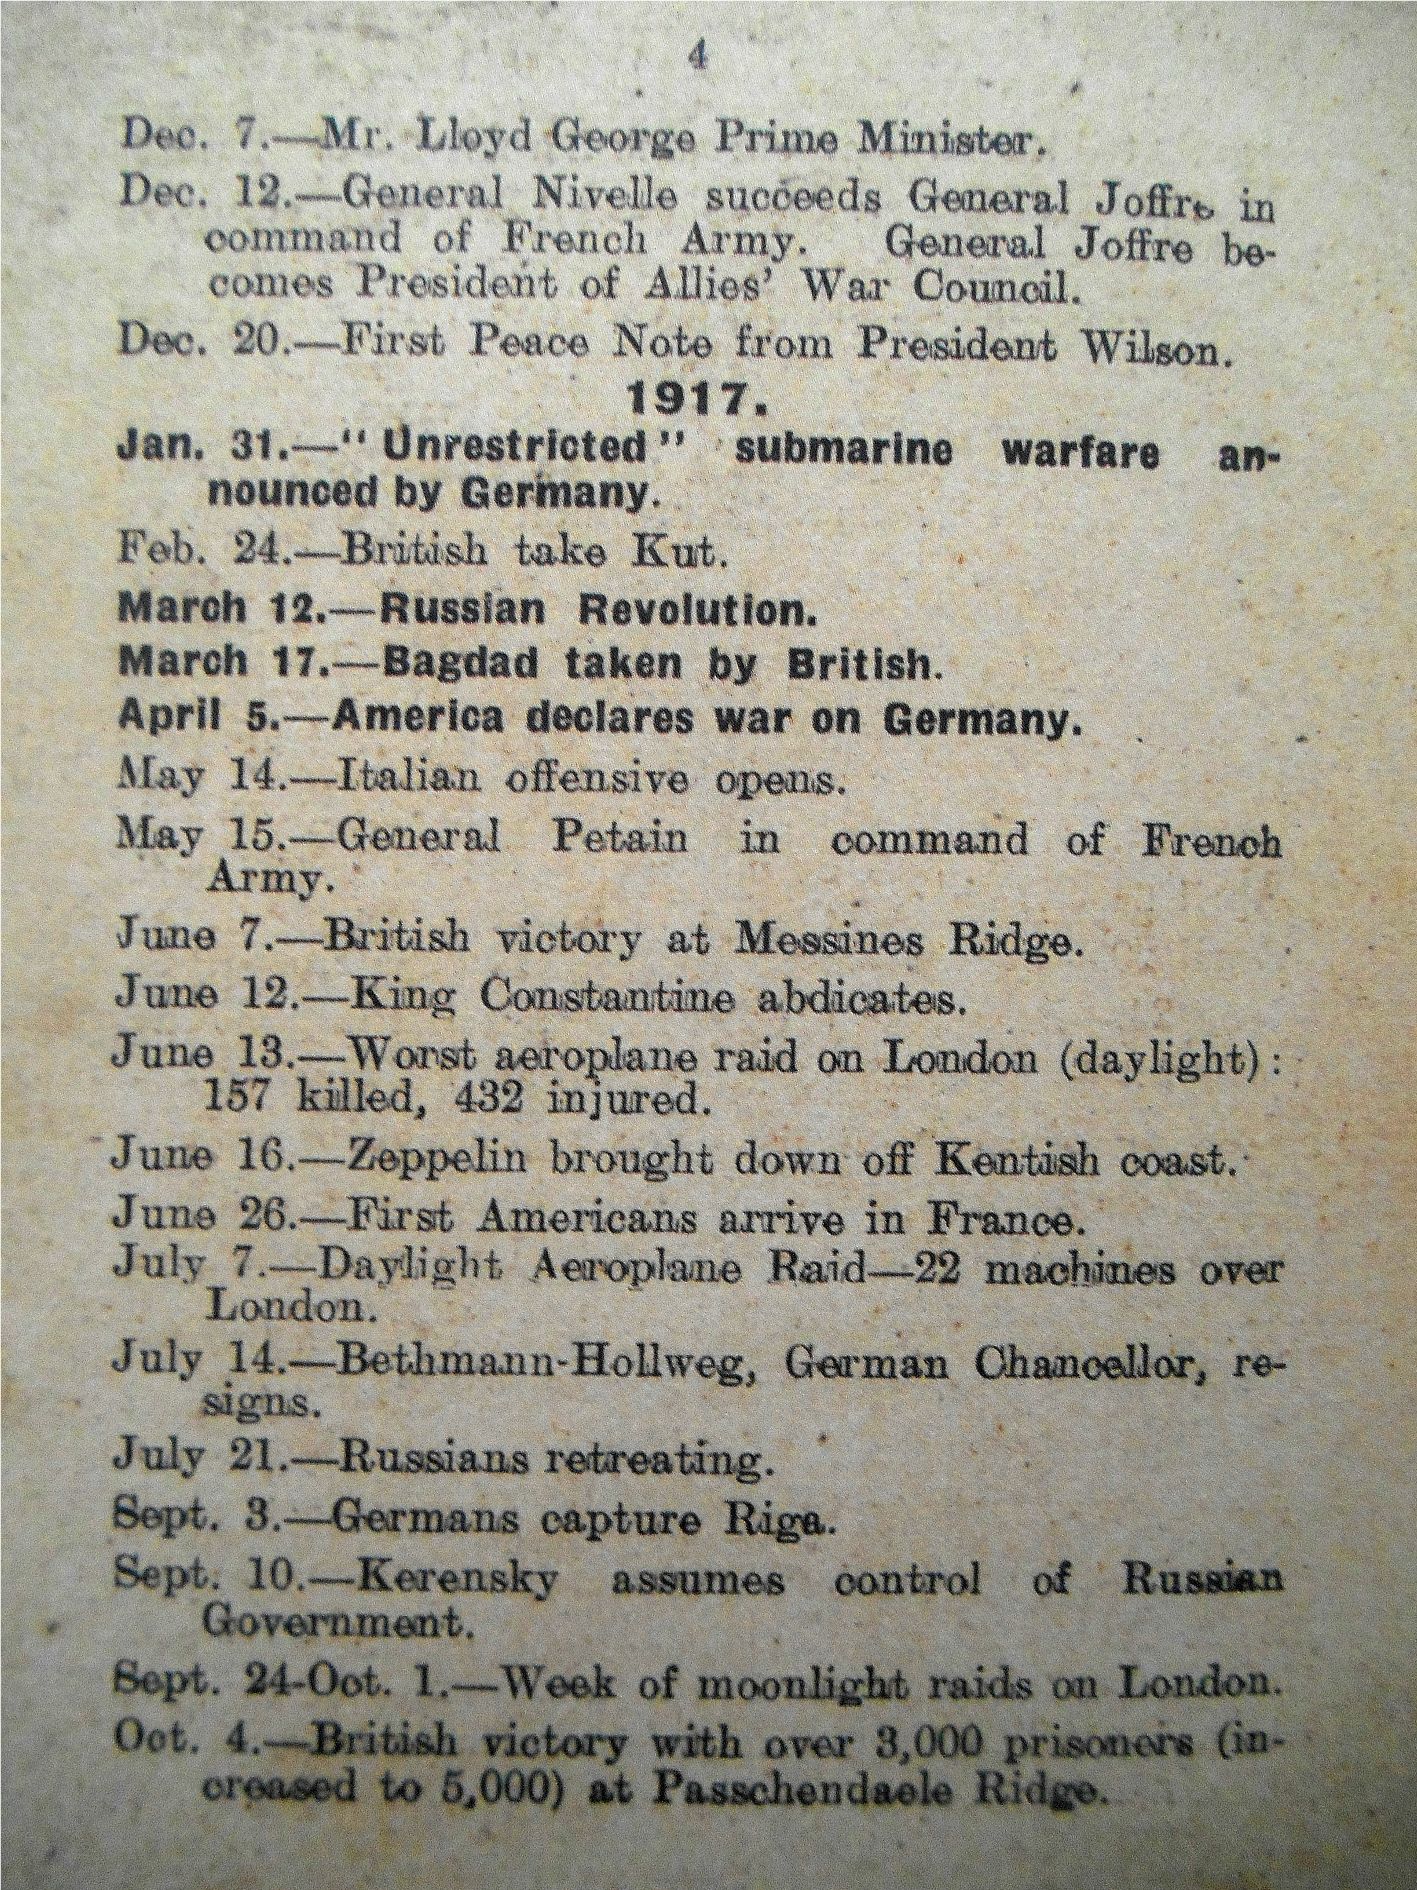 4
Dec. 7.—Mr. Lloyd George Prime Minister.
Dec. 12.—General Nivelle succeeds General Joffre in
command of French Army. General Joffre be-
comes President of Allies' War Council.
Dec. 20.—First Peace Note from President Wilson.
1917.
Jan. 31.—"Unrestricted" submarine warfare an-
nounced by Germany.
Feb. 24.—British take Kut.
March 12.—Russian Revolution.
March 17.—Bagdad taken by British.
April 5.—America declares war on Germany.
May 14.—Italian offensive opens.
May 15.—General Petain in command of French
Army.
June 7.—British victory at Messines Ridge.
June 12.—King Constantine abdicates.
June 13.—Worst aeroplane raid on London (daylight):
157 killed, 432 injured.
June 16.—Zeppelin brought down off Kentish coast.
June 26.—First Americans arrive in France.
July 7.—Daylight Aeroplane Raid—22 machines over
London.
July 14.—Bethmann-Hollweg, German Chancellor, re-
signs.
July 21.—Russians retreating.
Sept. 3.—Germans capture Riga.
Sept. 10.—Kerensky assumes control of Russian
Government.
Sept. 24-Oct. 1.—Week of moonlight raids on London.
Oct. 4.—British victory with over 3,000 prisoners (in-
creased to 5,000) at Passchendaele Ridge.